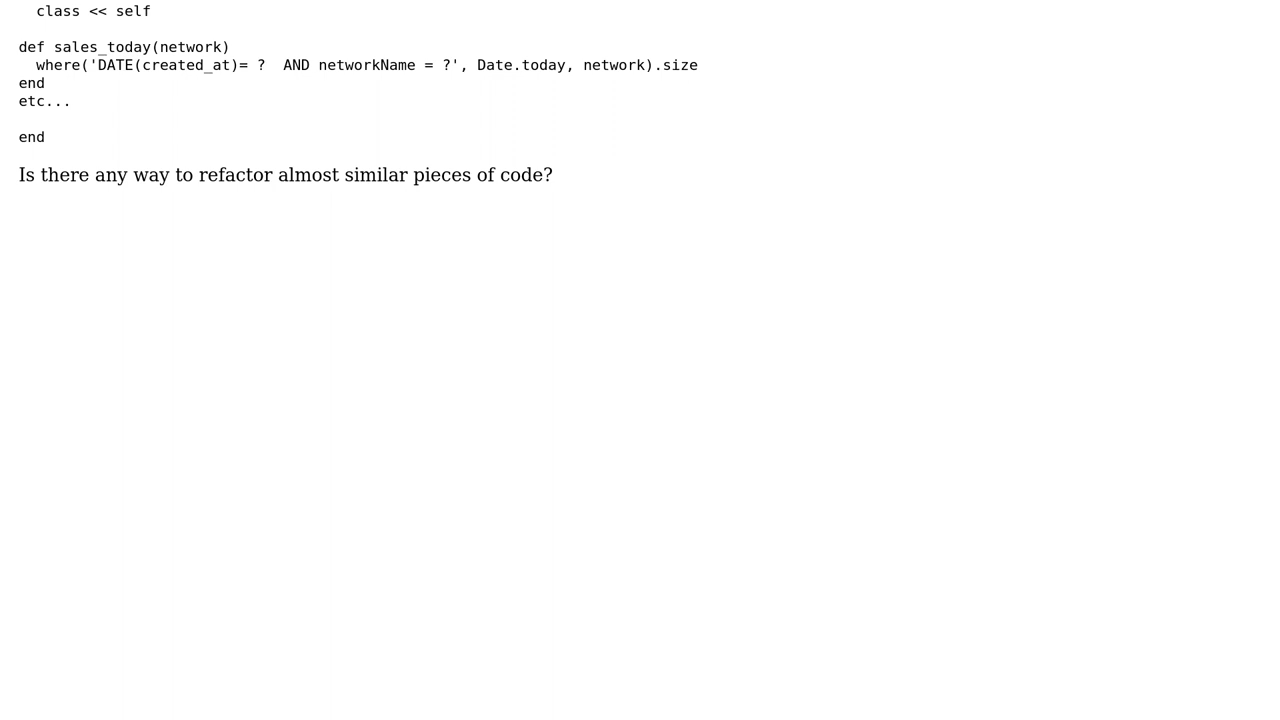 class << self
def sales_today(network)
where('DATE(created_at)= ?  AND networkName = ?', Date.today, network).size
end
etc...
end
Is there any way to refactor almost similar pieces of code?